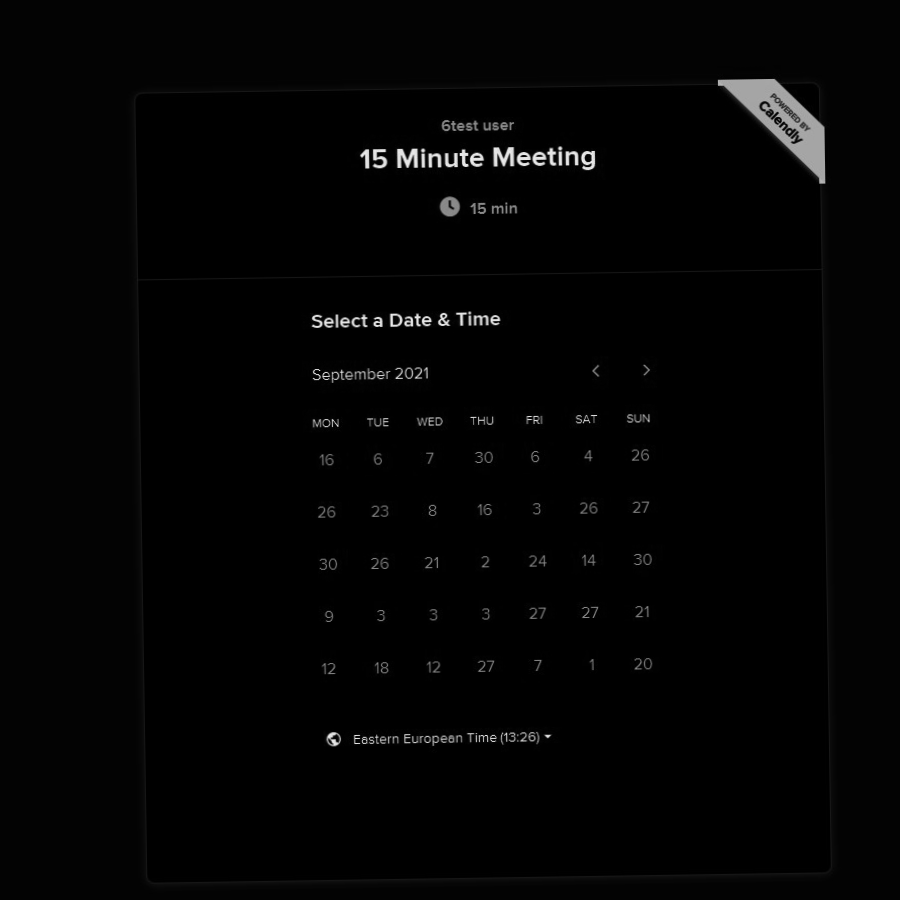 POWERED BY
Calendly
6test user
15 Minute Meeting
15 min
Select a Date & Time
September 2021
MON TUE WED THU FRI SAT SUN
16 6 7 30 6 4 26
26 23 8 16 3 26 27
30 26 21 2 24 14 30
9 3 3 3 27 27 21
12 18 12 27 7 1 20
Eastern European Time (13:26)